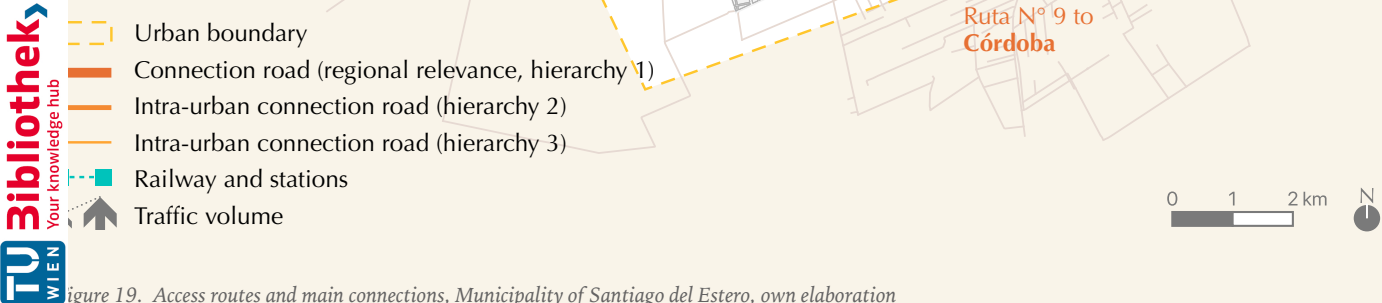 Ruta N° 9 to
Córdoba
Urban boundary
Connection road (regional relevance, hierarchy 1)
Intra-urban connection road (hierarchy 2)
Intra-urban connection road (hierarchy 3)
Railway and stations
Traffic volume
0 1 2 km
N
igure 19. Access routes and main connections, Municipality of Santiago del Estero, own elaboration
Bibliothek
Your knowledge hub
TU
WIEN